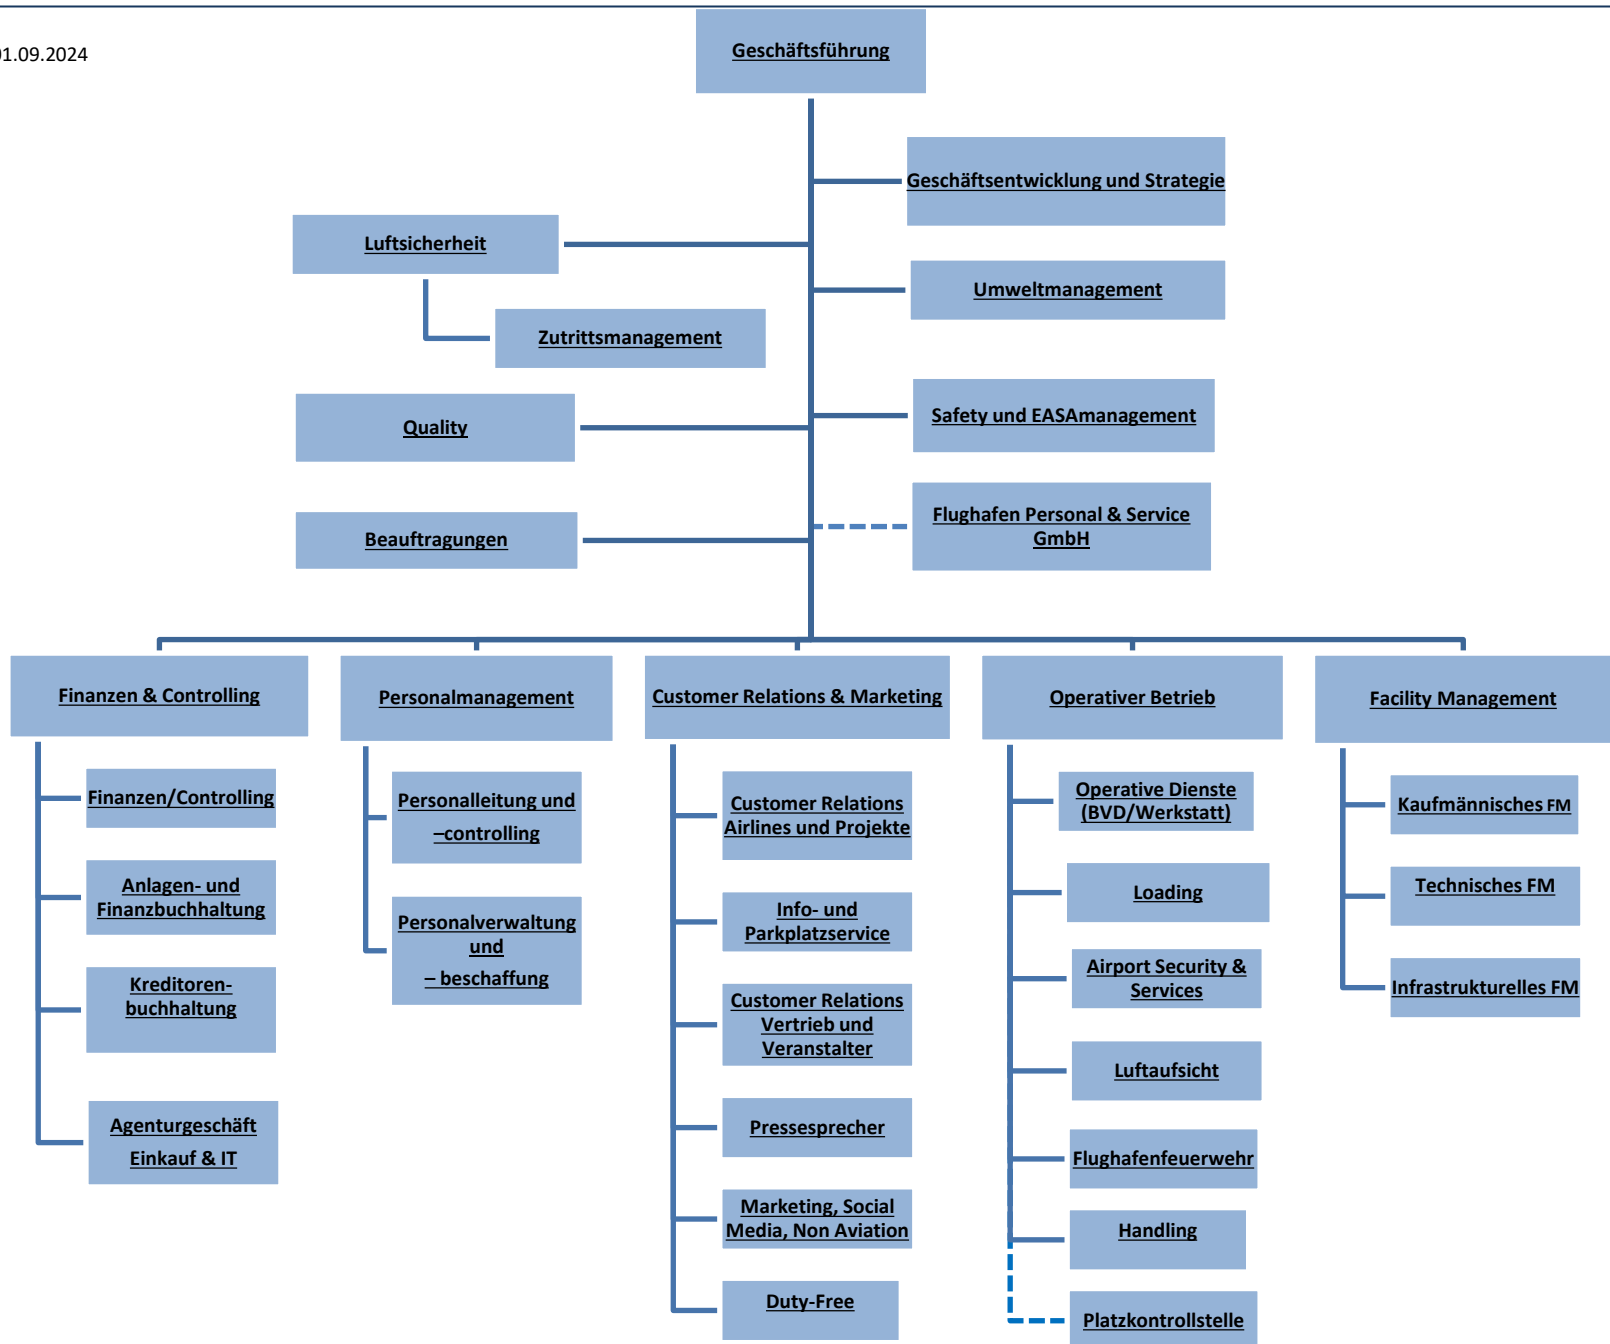 01.09.2024
Geschäftsführung
Geschäftsentwicklung und Strategie
Luftsicherheit
Umweltmanagement
Zutrittsmanagement
Safety und EASAmanagement
Quality
Flughafen Personal & Service
GmbH
Beauftragungen
Finanzen & Controlling
Finanzen/Controlling
Anlagen- und
Finanzbuchhaltung
Kreditoren-
buchhaltung
Agenturgeschäft
Einkauf & IT
Personalmanagement
Personalleitung und
–controlling
Personalverwaltung
und
– beschaffung
Customer Relations & Marketing
Customer Relations
Airlines und Projekte
Info- und
Parkplatzservice
Customer Relations
Vertrieb und
Veranstalter
Pressesprecher
Marketing, Social
Media, Non Aviation
Duty-Free
Operativer Betrieb
Operative Dienste
(BVD/Werkstatt)
Loading
Airport Security &
Services
Luftaufsicht
Flughafenfeuerwehr
Handling
Platzkontrollstelle
Facility Management
Kaufmännisches FM
Technisches FM
Infrastrukturelles FM